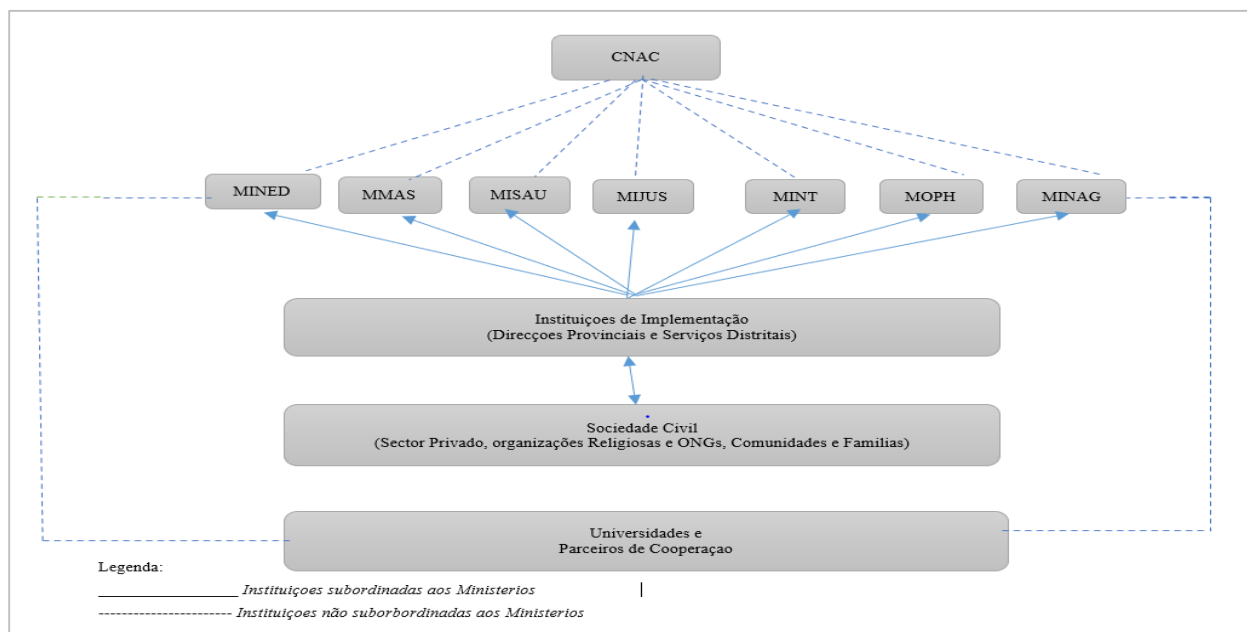 CNAC
MINED
MMAS
MISAU
MIJUS
MINT
MOPH
MINAG
Instituiçoes de Implementação
(Direcçoes Provinciais e Serviços Distritais)
Sociedade Civil
(Sector Privado, organizações Religiosas e ONGs, Comunidades e Familias)
Universidades e
Parceiros de Cooperaçao
Legenda:
Instituiçoes subordinadas aos Ministerios
Instituiçoes não suborbordinadas aos Ministerios